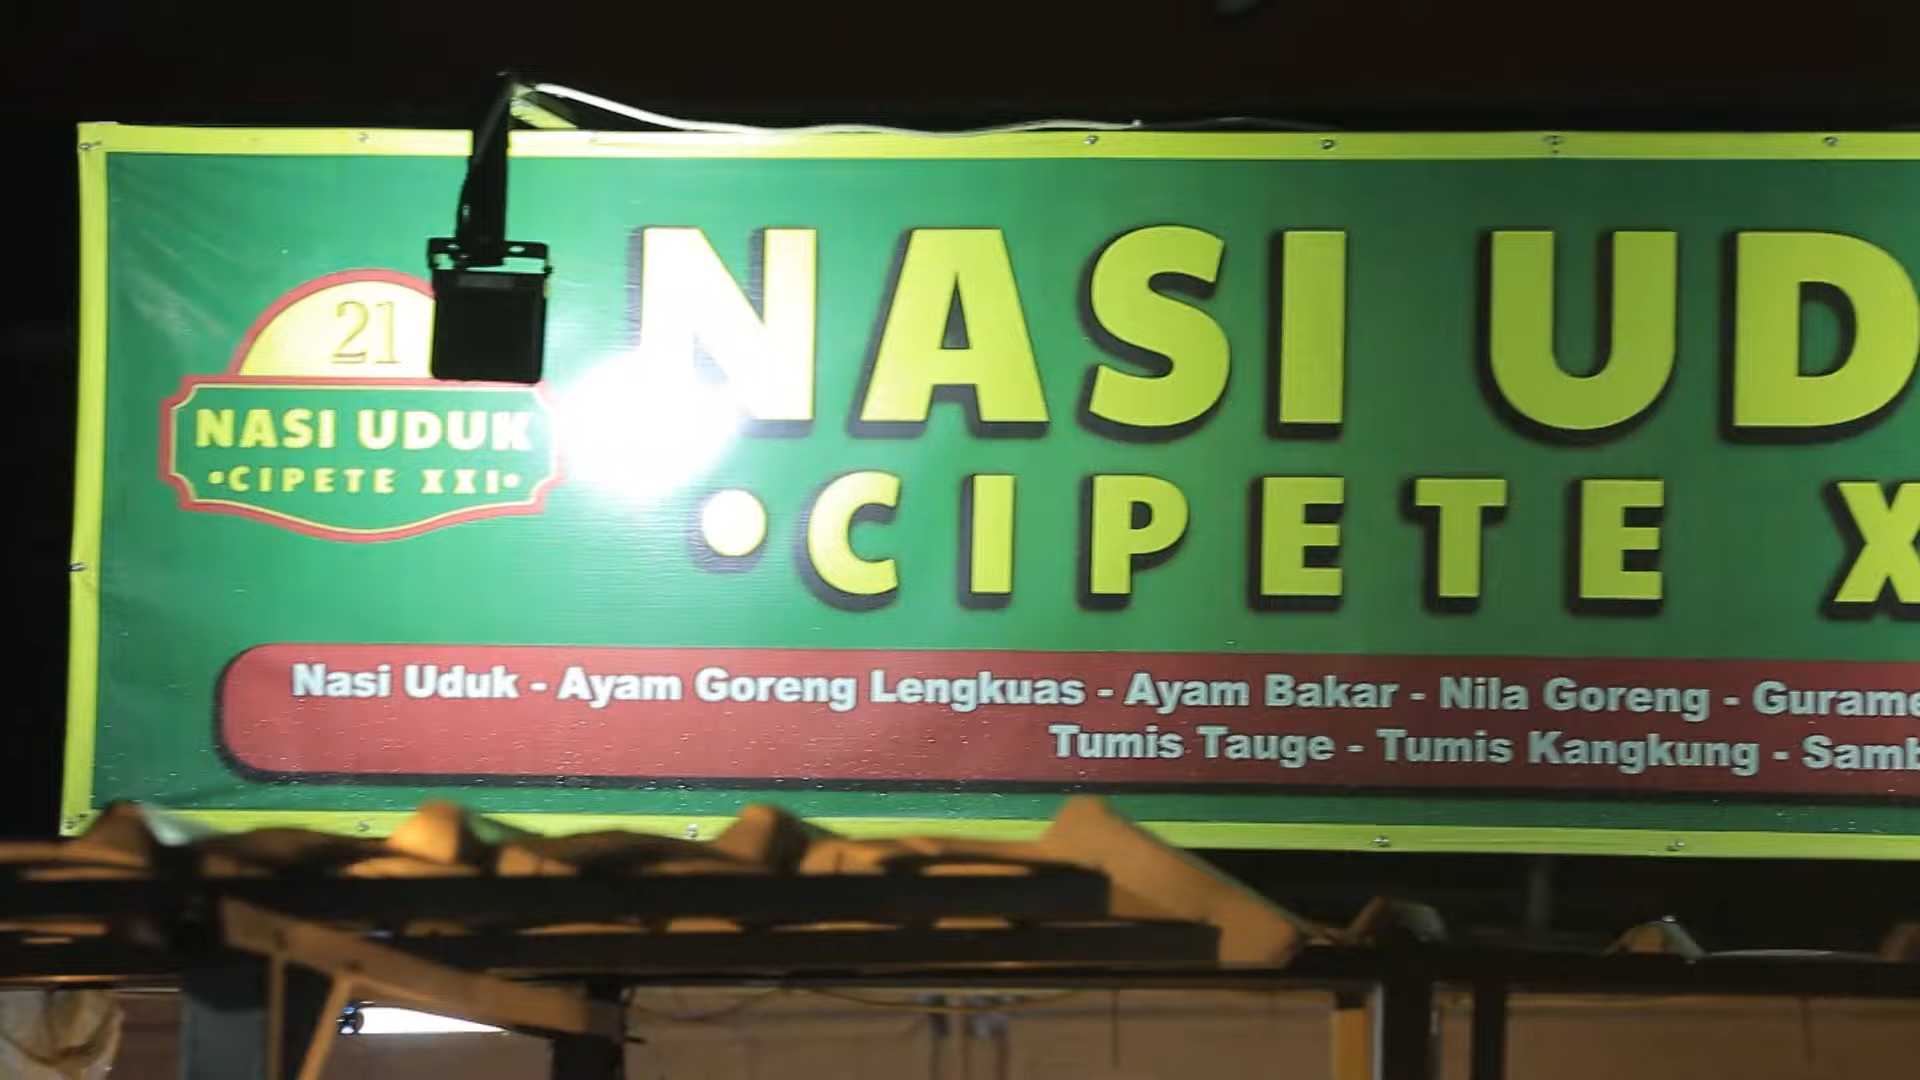 21
NASI UDUK
•CIPETE XXI•
NASI UD
•CIPETE X
Nasi Uduk - Ayam Goreng Lengkuas - Ayam Bakar - Nila Goreng - Gurame
Tumis Tauge - Tumis Kangkung - Samb